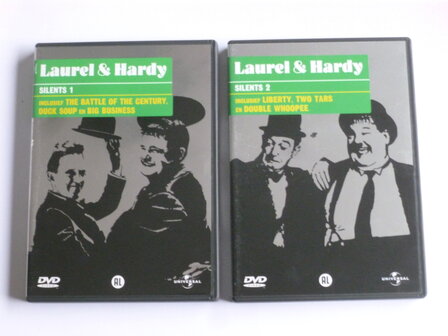 Laurel & Hardy
SILENTS 1
INCLUSIEF THE BATTLE OF THE CENTURY,
DUCK SOUP EN BIG BUSINESS
DVD
AL
UNIVERSAL
Laurel & Hardy
SILENTS 2
INCLUSIEF LIBERTY, TWO TARS
EN DOUBLE WHOOPEE
DVD
AL
UNIVERSAL